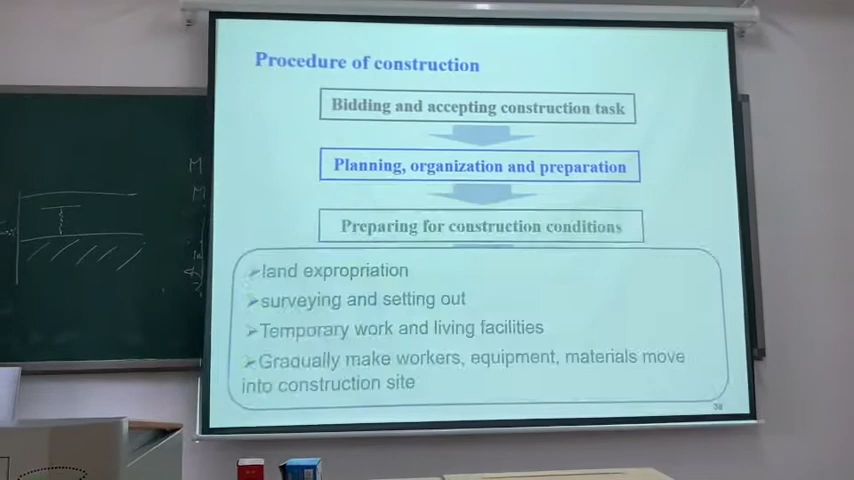 Procedure of construction
Bidding and accepting construction task
Planning, organization and preparation
Preparing for construction conditions
➢land expropriation
➢surveying and setting out
➢Temporary work and living facilities
➢Gradually make workers, equipment, materials move
into construction site
38
M
M